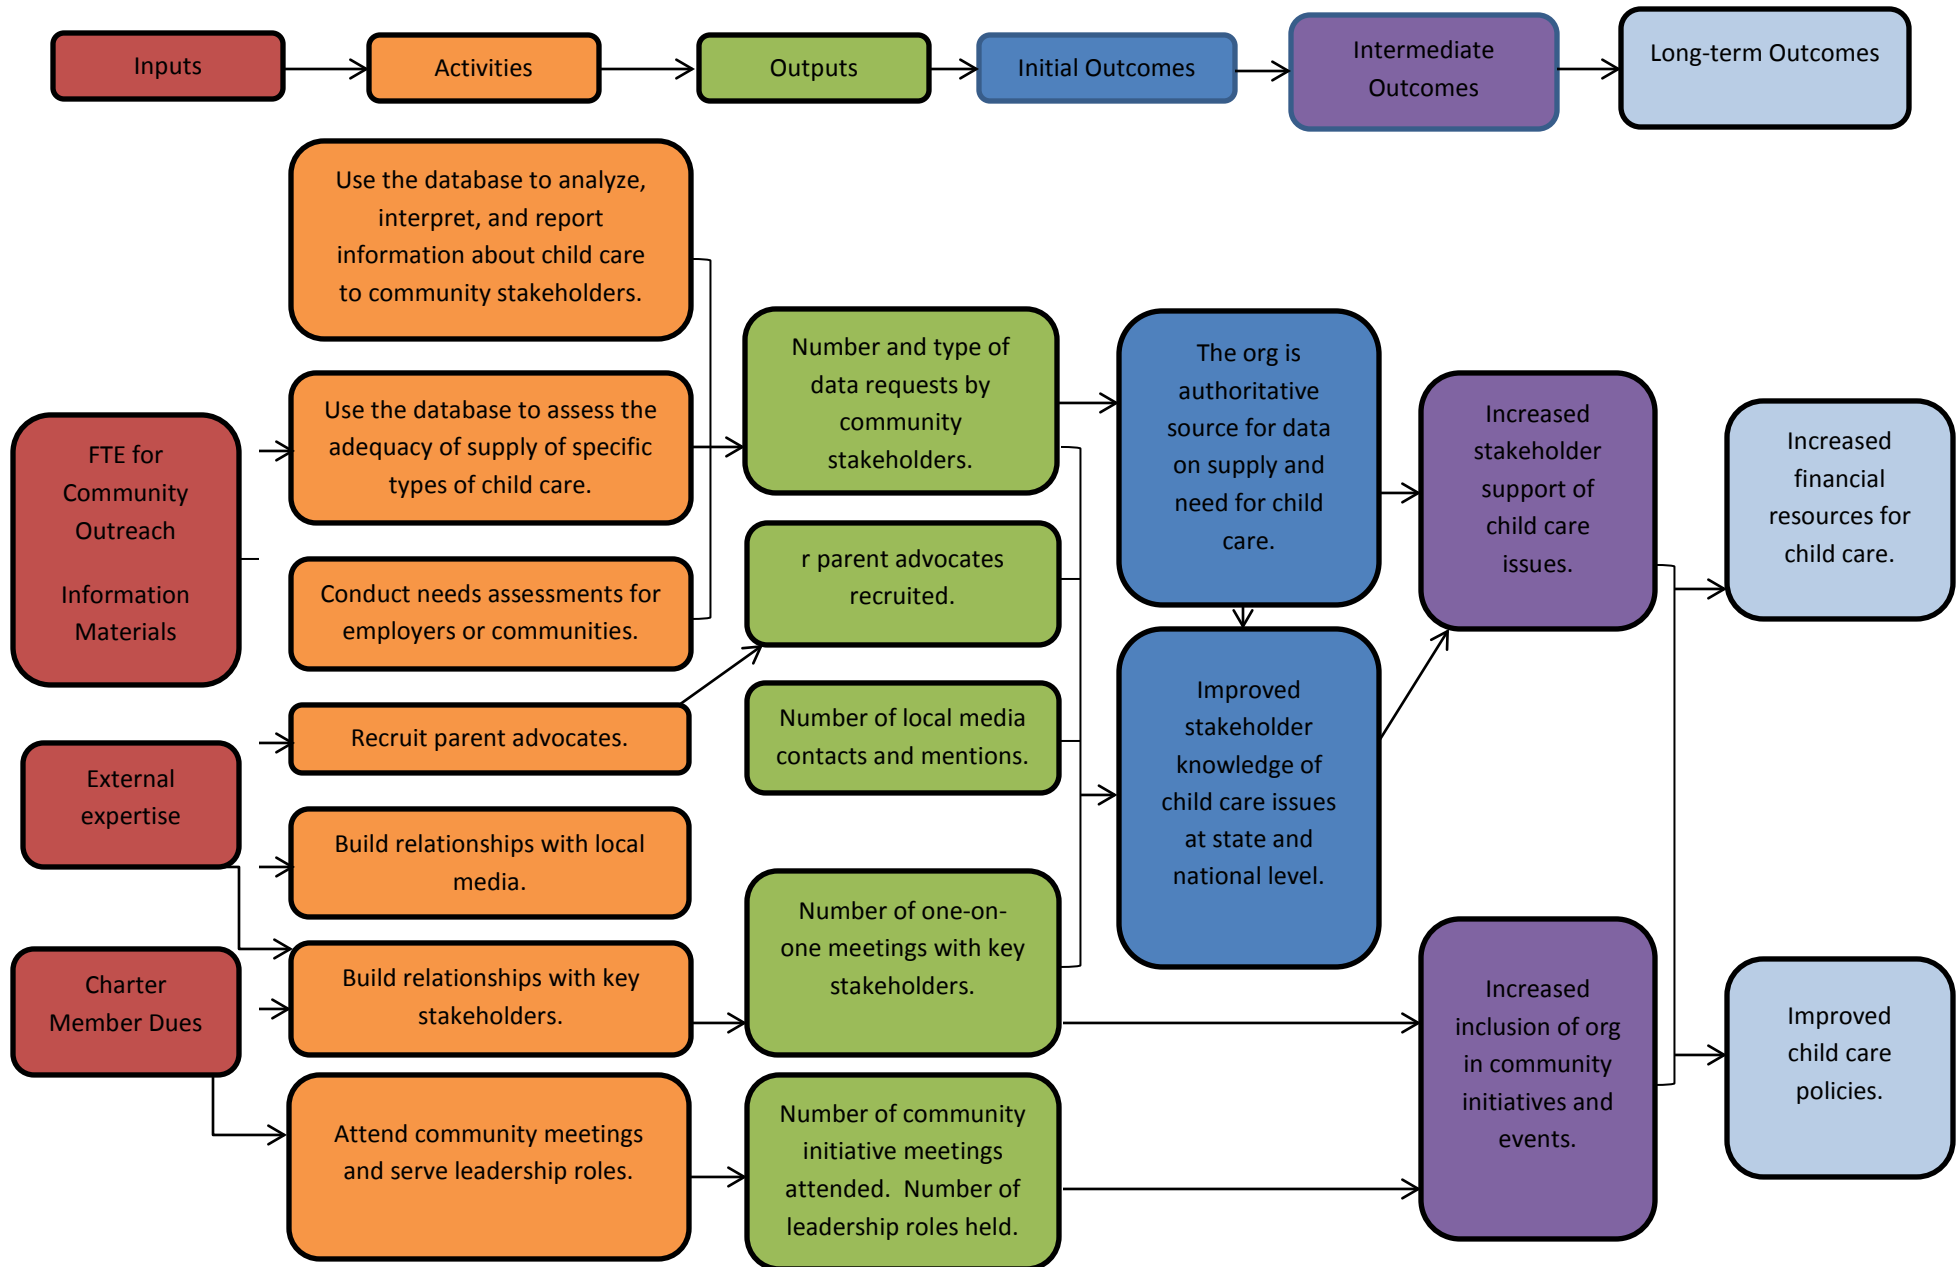 Inputs
Activities
Outputs
Initial Outcomes
Intermediate
Outcomes
Long-term Outcomes
FTE for
Community
Outreach
Information
Materials
External
expertise
Charter
Member Dues
Use the database to analyze,
interpret, and report
information about child care
to community stakeholders.
Use the database to assess the
adequacy of supply of specific
types of child care.
Conduct needs assessments for
employers or communities.
Recruit parent advocates.
Build relationships with local
media.
Build relationships with key
stakeholders.
Attend community meetings
and serve leadership roles.
Number and type of
data requests by
community
stakeholders.
r parent advocates
recruited.
Number of local media
contacts and mentions.
Number of one-on-
one meetings with key
stakeholders.
Number of community
initiative meetings
attended.  Number of
leadership roles held.
The org is
authoritative
source for data
on supply and
need for child
care.
Improved
stakeholder
knowledge of
child care issues
at state and
national level.
Increased
stakeholder
support of
child care
issues.
Increased
inclusion of org
in community
initiatives and
events.
Increased
financial
resources for
child care.
Improved
child care
policies.